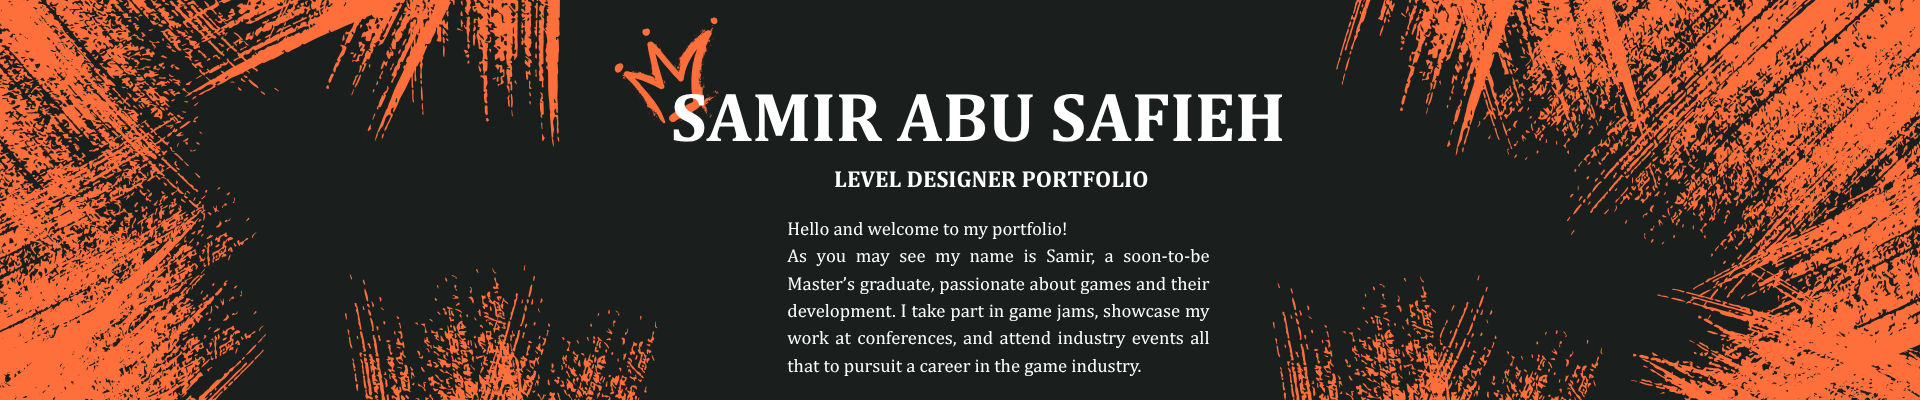 SAMIR ABU SAFIEH
LEVEL DESIGNER PORTFOLIO
Hello and welcome to my portfolio!
As you may see my name is Samir, a soon-to-be
Master’s graduate, passionate about games and their
development. I take part in game jams, showcase my
work at conferences, and attend industry events all
that to pursuit a career in the game industry.